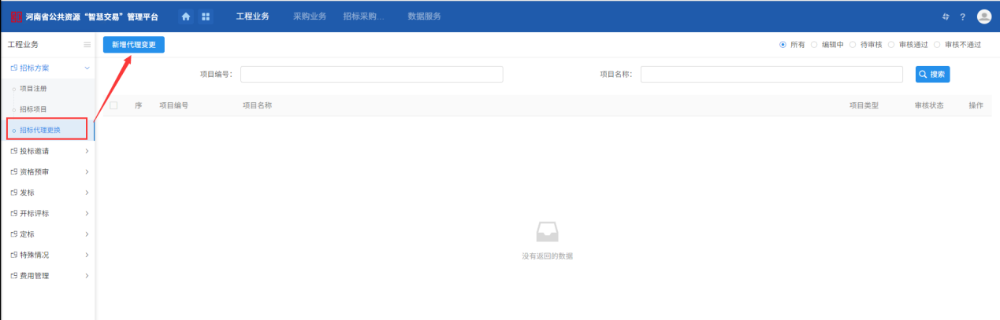 河南省公共资源“智慧交易”管理平台 工程业务 采购业务 招标采购... 数据服务 ?
工程业务
新增代理变更 所有 编辑中 待审核 审核通过 审核不通过
招标方案
项目注册
招标项目
招标代理更换
投标邀请
资格预审
发标
开标评标
定标
特殊情况
费用管理
项目编号: 项目名称: 搜索
序 项目编号 项目名称 项目类型 审核状态 操作
没有返回的数据